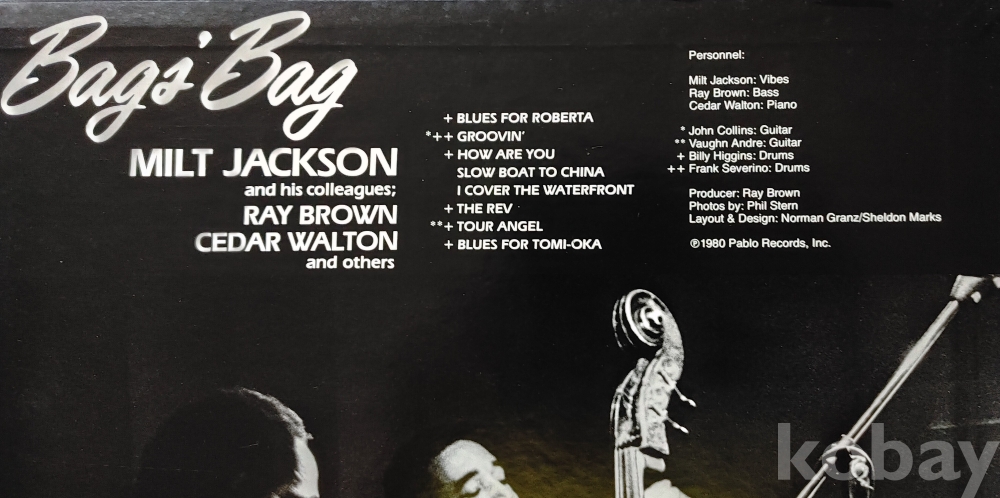 Bags' Bag
MILT JACKSON
and his colleagues;
RAY BROWN
CEDAR WALTON
and others
+ BLUES FOR ROBERTA
*++ GROOVIN'
+ HOW ARE YOU
SLOW BOAT TO CHINA
I COVER THE WATERFRONT
+ THE REV
**+ TOUR ANGEL
+ BLUES FOR TOMI-OKA
Personnel:
Milt Jackson: Vibes
Ray Brown: Bass
Cedar Walton: Piano
* John Collins: Guitar
** Vaughn Andre: Guitar
+ Billy Higgins: Drums
++ Frank Severino: Drums
Producer: Ray Brown
Photos by: Phil Stern
Layout & Design: Norman Granz/Sheldon Marks
℗1980 Pablo Records, Inc.
kobay